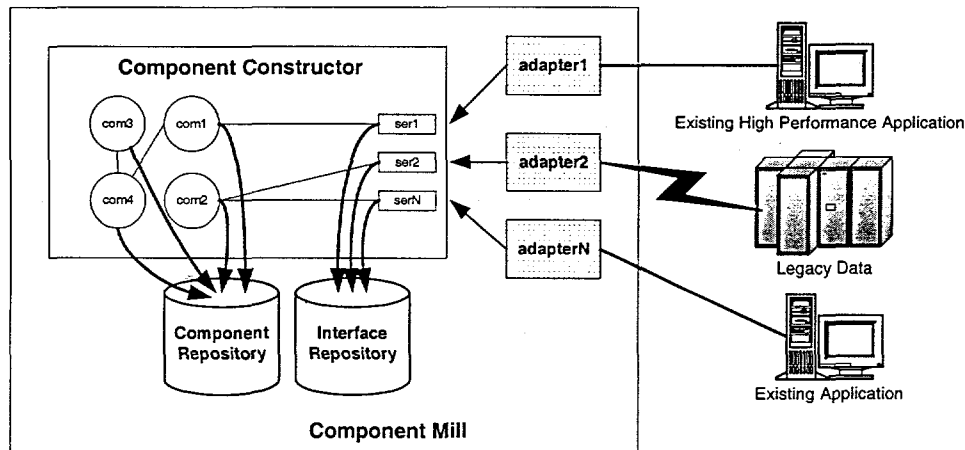 Component Constructor
com3
com1
ser1
ser2
com4
com2
serN
adapter1
adapter2
adapterN
Existing High Performance Application
Legacy Data
Existing Application
Component
Repository
Interface
Repository
Component Mill